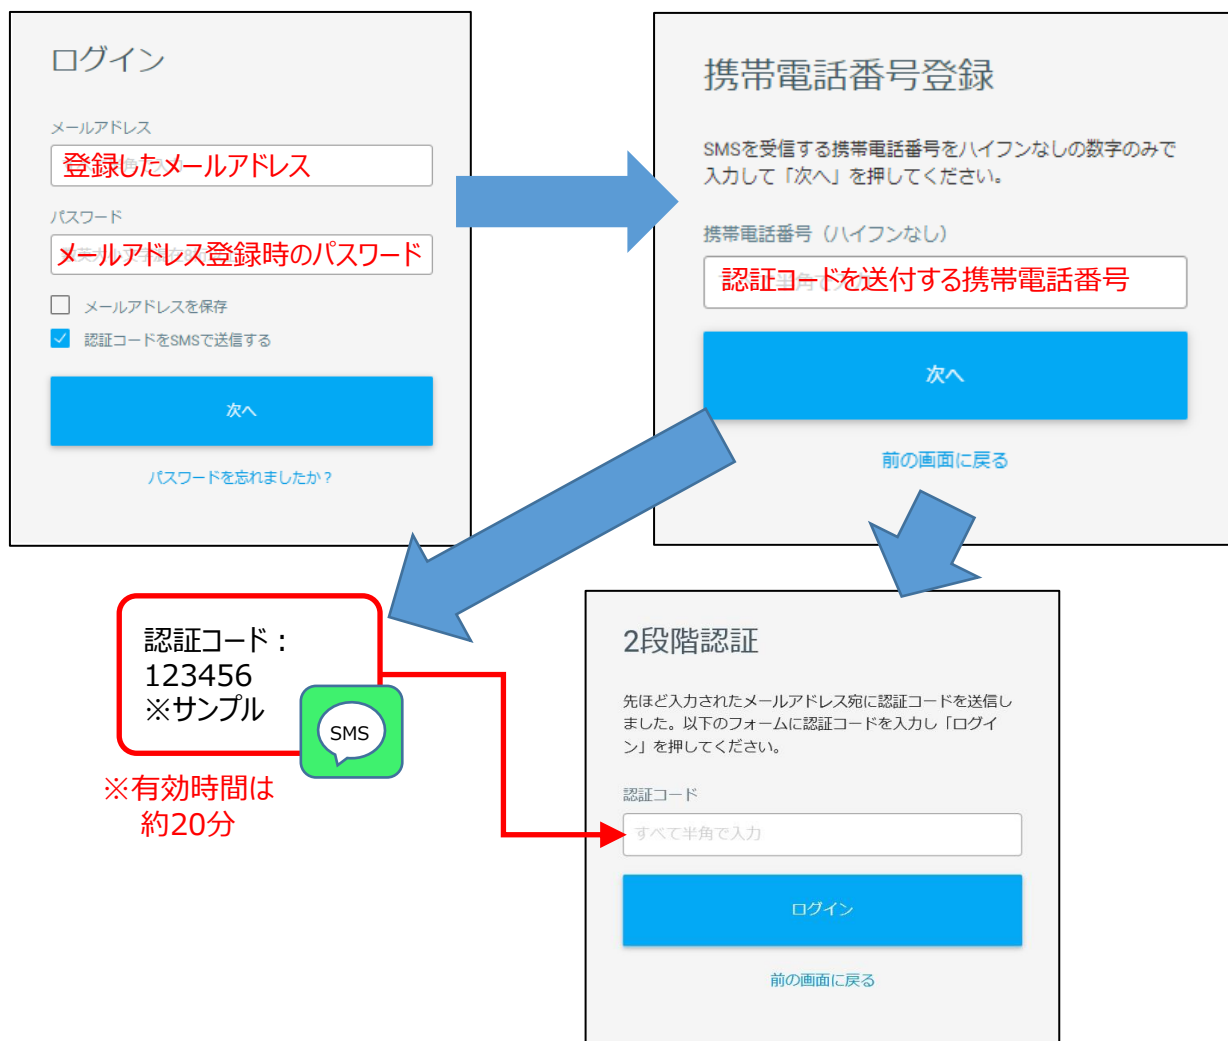 ログイン
メールアドレス
登録したメールアドレス
パスワード
メールアドレス登録時のパスワード
メールアドレスを保存
認証コードをSMSで送信する
次へ
パスワードを忘れましたか？
携帯電話番号登録
SMSを受信する携帯電話番号をハイフンなしの数字のみで
入力して「次へ」を押してください。
携帯電話番号（ハイフンなし）
認証コードを送付する携帯電話番号
次へ
前の画面に戻る
認証コード：
123456
※サンプル
SMS
※有効時間は
約20分
2段階認証
先ほど入力されたメールアドレス宛に認証コードを送信し
ました。以下のフォームに認証コードを入力し「ログイ
ン」を押してください。
認証コード
すべて半角で入力
ログイン
前の画面に戻る